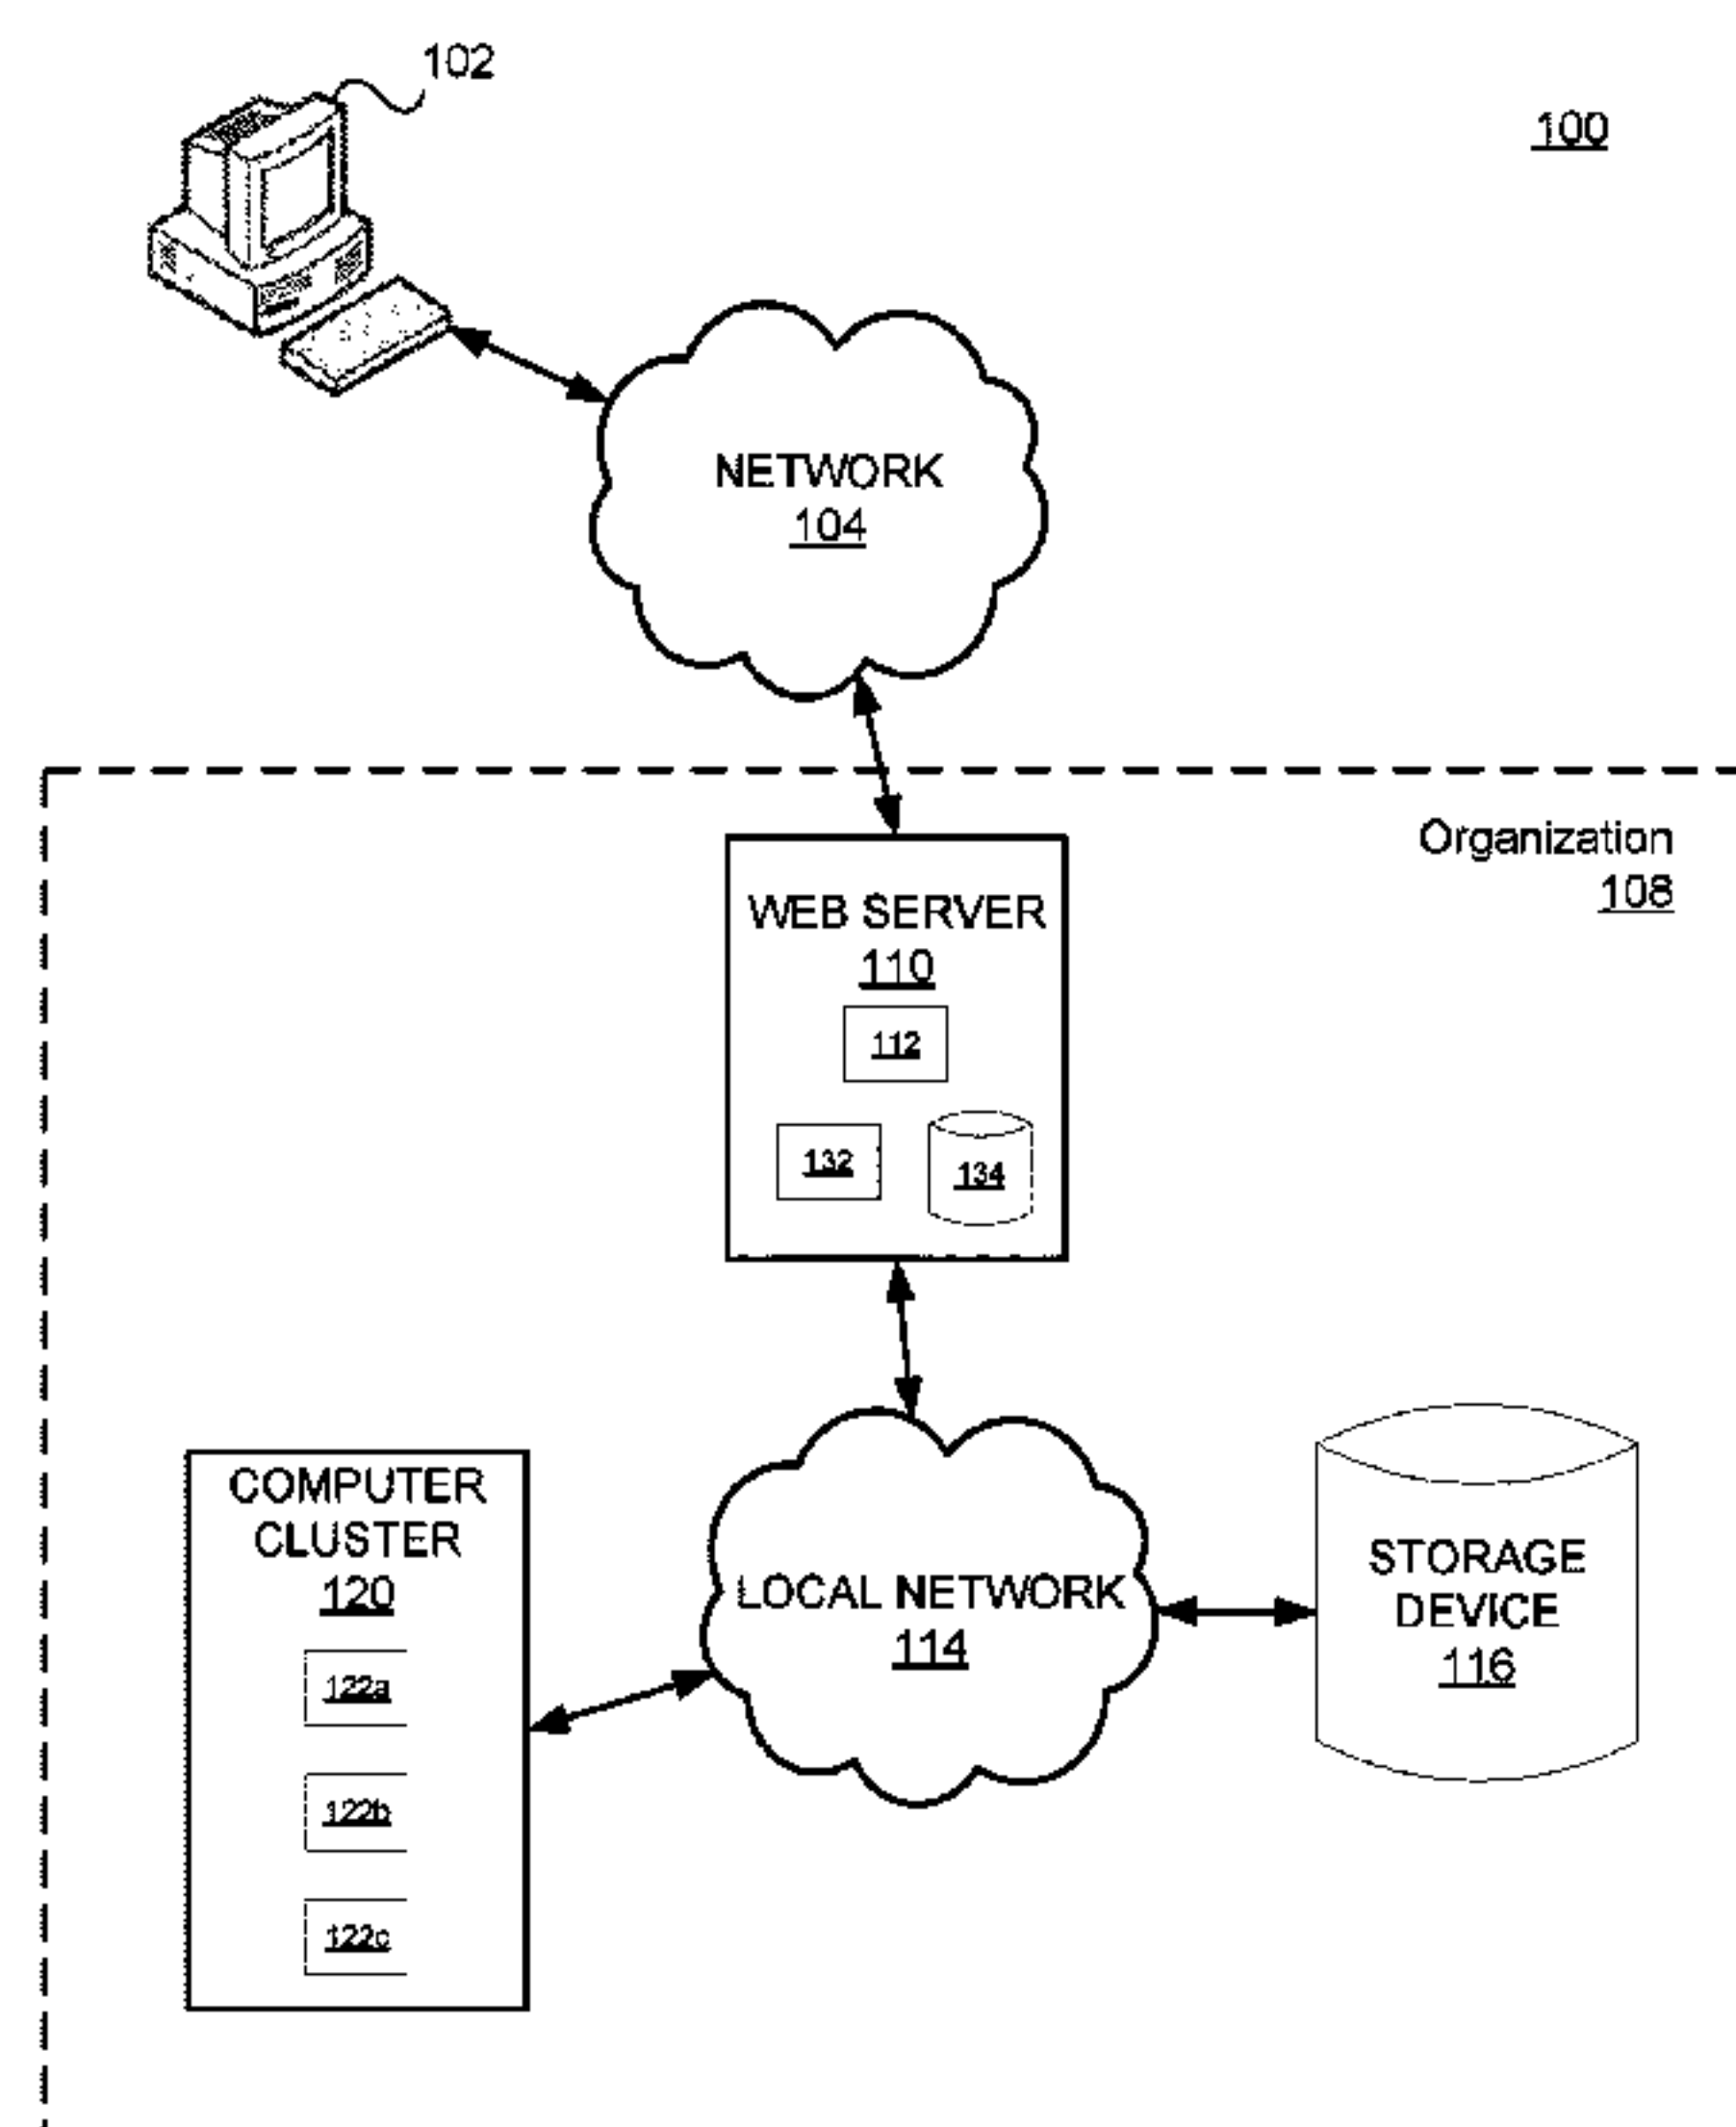 102
100
NETWORK
104
Organization
108
WEB SERVER
110
112
132
134
COMPUTER
CLUSTER
120
122a
122b
122c
LOCAL NETWORK
114
STORAGE
DEVICE
116